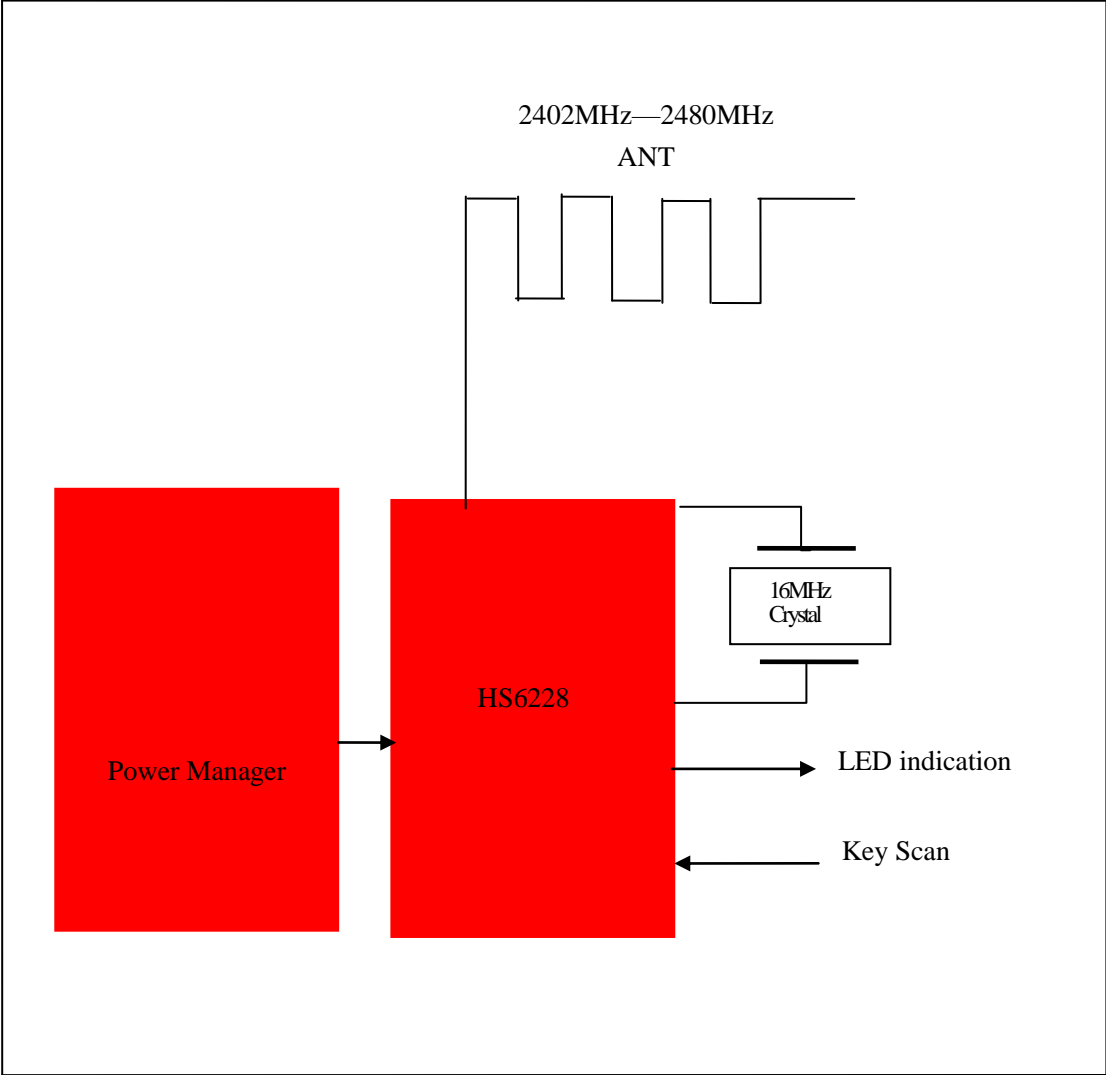 2402MHz—2480MHz
ANT
16MHz
Crystal
HS6228
Power Manager
LED indication
Key Scan